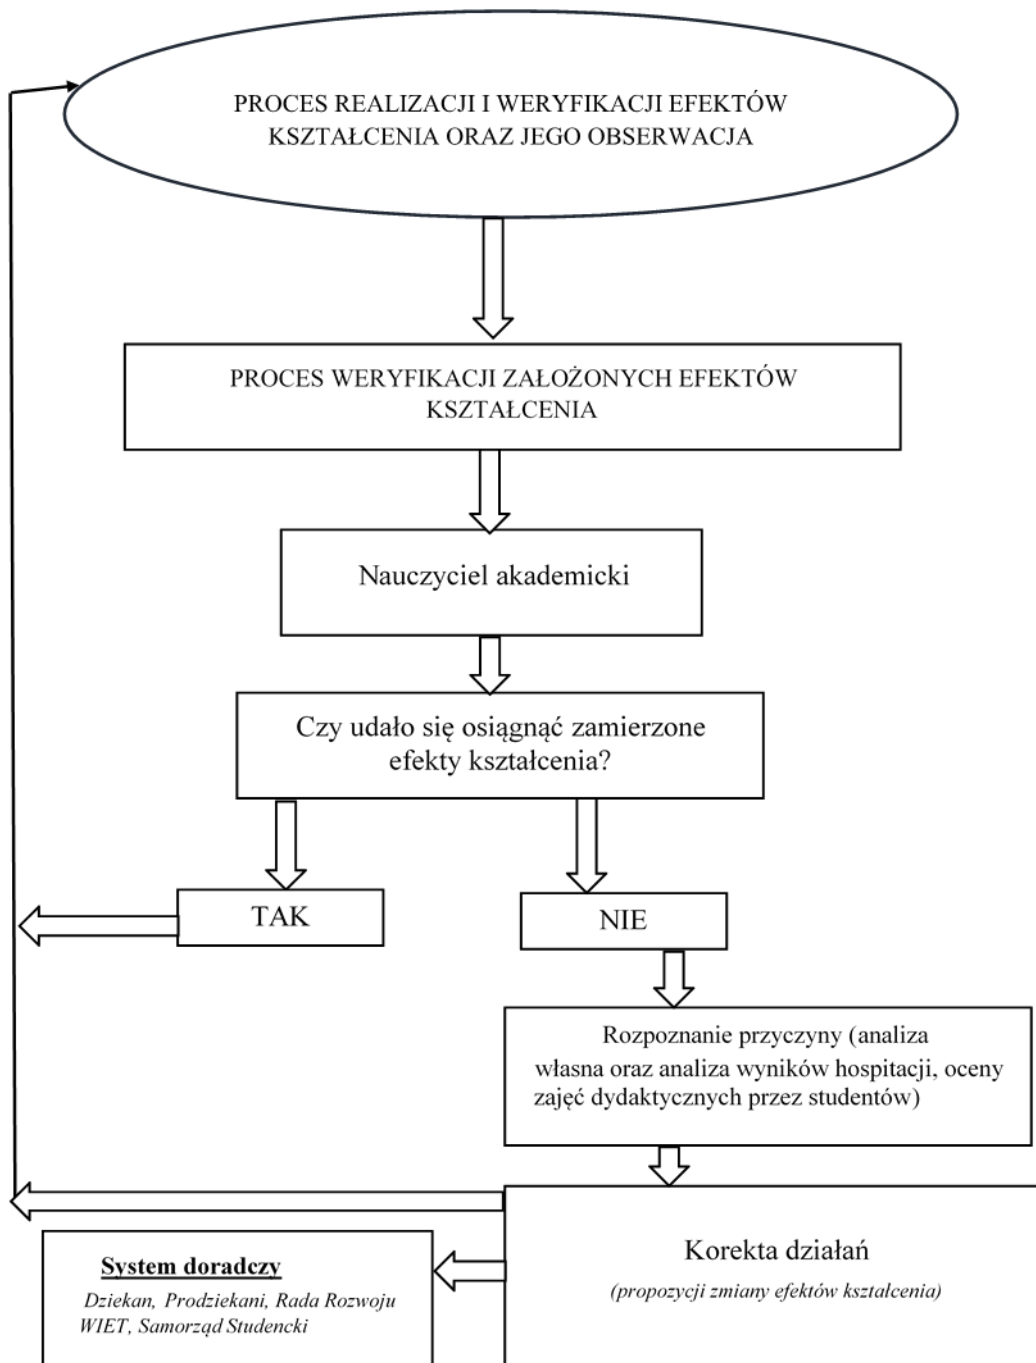 PROCES REALIZACJI I WERYFIKACJI EFEKTÓW
KSZTAŁCENIA ORAZ JEGO OBSERWACJA
PROCES WERYFIKACJI ZAŁOŻONYCH EFEKTÓW
KSZTAŁCENIA
Nauczyciel akademicki
Czy udało się osiągnąć zamierzone
efekty kształcenia?
TAK
NIE
Rozpoznanie przyczyny (analiza
własna oraz analiza wyników hospitacji, oceny
zajęć dydaktycznych przez studentów)
Korekta działań
(propozycji zmiany efektów kształcenia)
System doradczy
Dziekan, Prodziekani, Rada Rozwoju
WIET, Samorząd Studencki